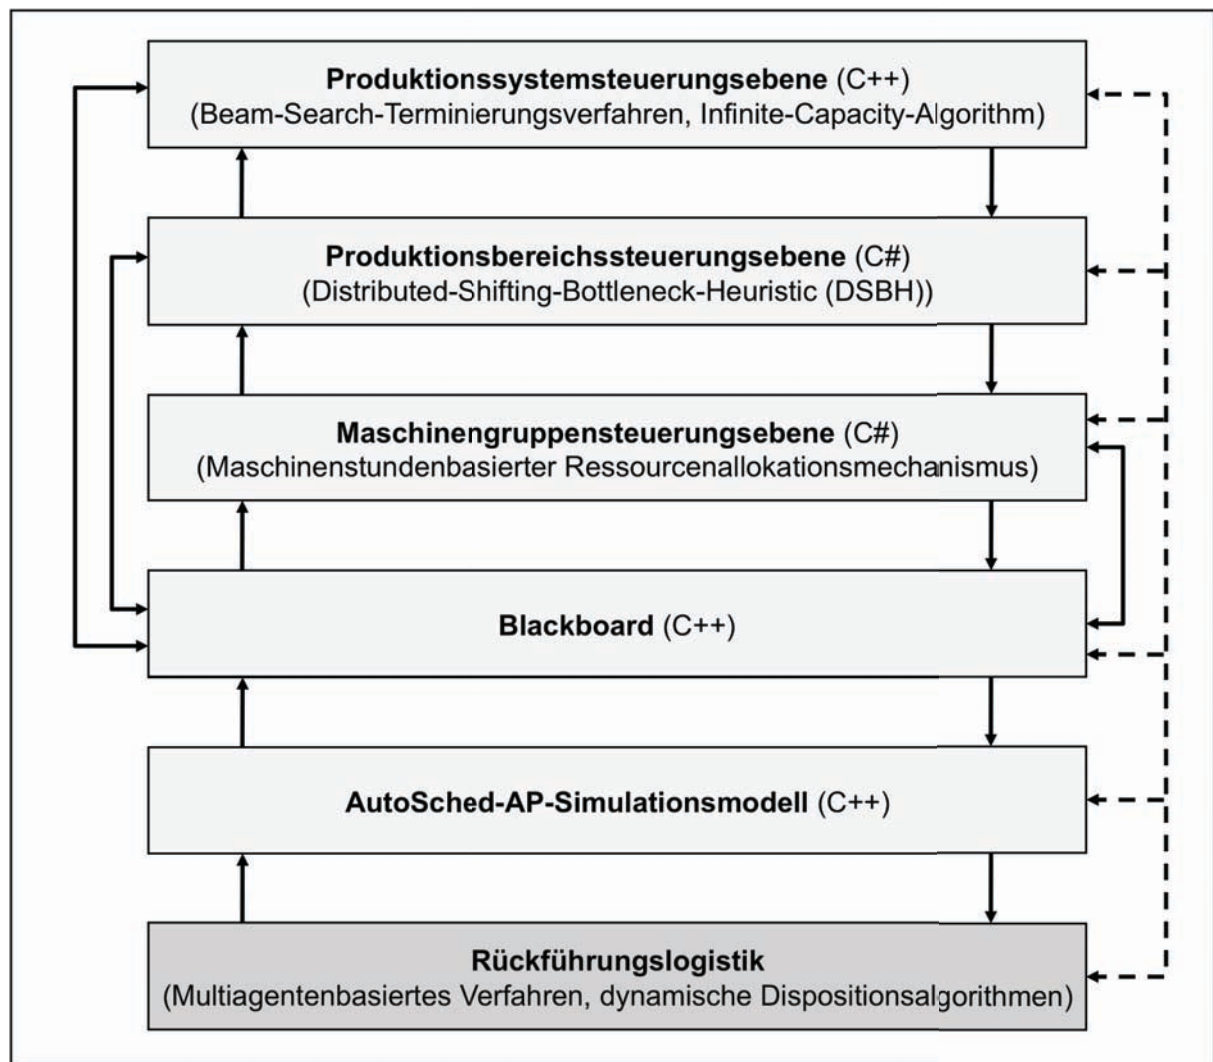 Produktionssystemsteuerungsebene (C++)
(Beam-Search-Terminierungsverfahren, Infinite-Capacity-Algorithm)
Produktionsbereichssteuerungsebene (C#)
(Distributed-Shifting-Bottleneck-Heuristic (DSBH))
Maschinengruppensteuerungsebene (C#)
(Maschinenstundenbasierter Ressourcenallokationsmechanismus)
Blackboard (C++)
AutoSched-AP-Simulationsmodell (C++)
Rückführungslogistik
(Multiagentenbasiertes Verfahren, dynamische Dispositionsalgorithmen)